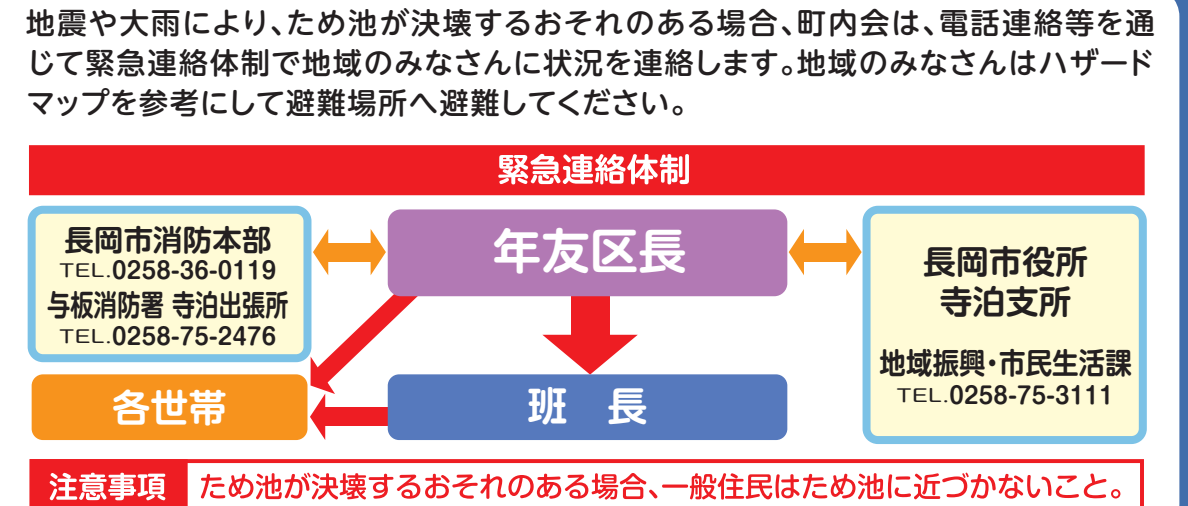 地震や大雨により、ため池が決壊するおそれのある場合、町内会は、電話連絡等を通
じて緊急連絡体制で地域のみなさんに状況を連絡します。地域のみなさんはハザード
マップを参考にして避難場所へ避難してください。
緊急連絡体制
長岡市消防本部
TEL.0258-36-0119
与板消防署 寺泊出張所
TEL.0258-75-2476
年友区長
長岡市役所
寺泊支所
地域振興・市民生活課
TEL.0258-75-3111
各世帯
班 長
注意事項 ため池が決壊するおそれのある場合、一般住民はため池に近づかないこと。